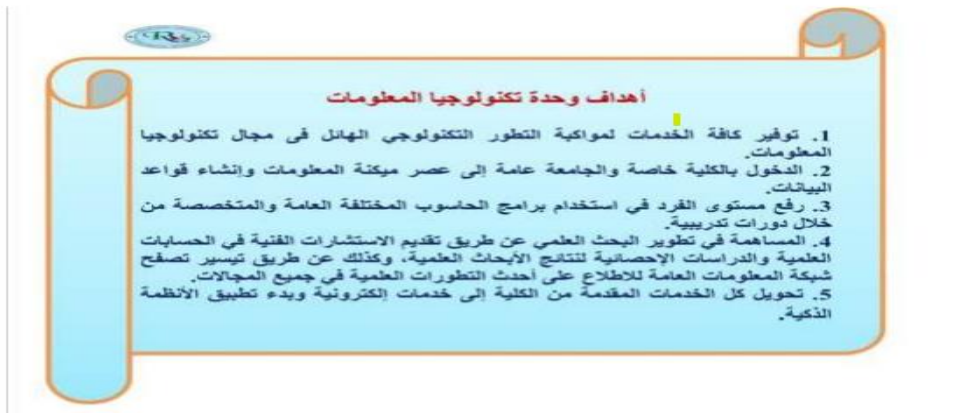 أهداف وحدة تكنولوجيا المعلومات
1. توفير كافة الخدمات لمواكبة التطور التكنولوجي الهائل فى مجال تكنولوجيا
المعلومات.
2. الدخول بالكلية خاصة والجامعة عامة إلى عصر ميكنة المعلومات وإنشاء قواعد
البيانات.
3. رفع مستوى الفرد في استخدام برامج الحاسوب المختلفة العامة والمتخصصة من
خلال دورات تدريبية.
4. المساهمة في تطوير البحث العلمي عن طريق تقديم الاستشارات الفنية في الحسابات
العلمية والدراسات الإحصائية لنتائج الأبحاث العلمية، وكذلك عن طريق تيسير تصفح
شبكة المعلومات العامة للاطلاع على أحدث التطورات العلمية في جميع المجالات.
5. تحويل كل الخدمات المقدمة من الكلية إلى خدمات إلكترونية وبدء تطبيق الأنظمة
الذكية.